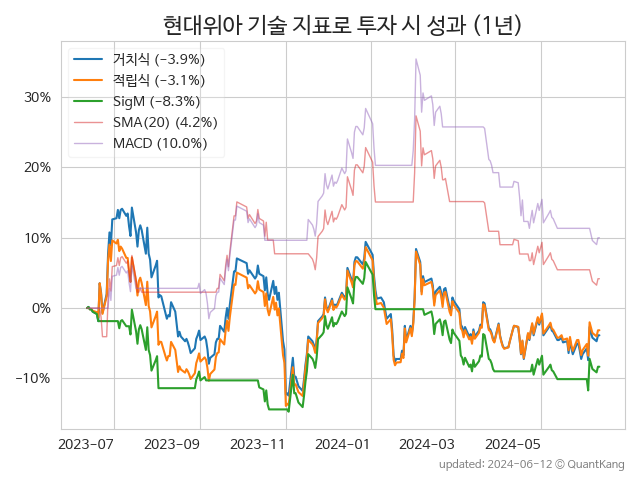 현대위아 기술 지표로 투자 시 성과 (1년)
거치식 (−3.9%)
적립식 (−3.1%)
SigM (−8.3%)
SMA(20) (4.2%)
MACD (10.0%)
30%
20%
10%
0%
−10%
2023-07 2023-09 2023-11 2024-01 2024-03 2024-05
updated: 2024-06-12 © QuantKang